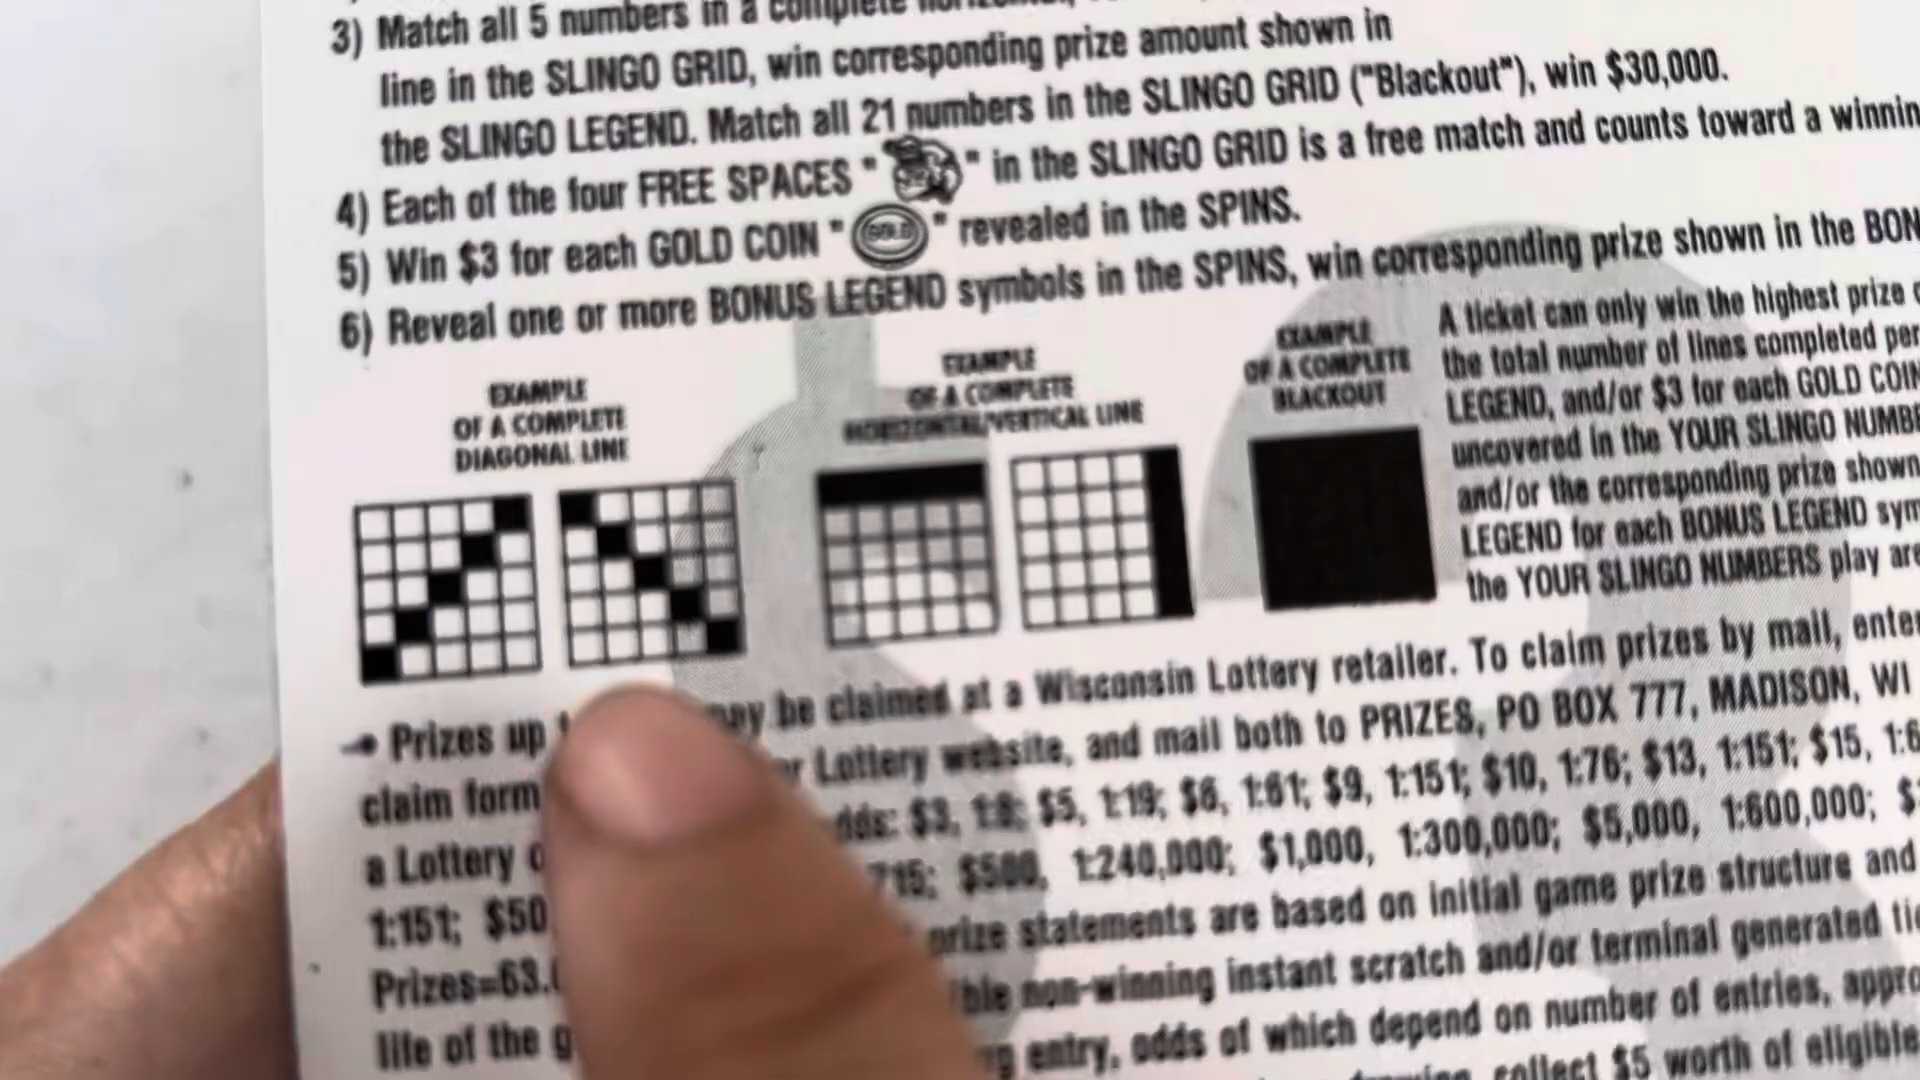 3) Match all 5 numbers in a complete
line in the SLINGO GRID, win corresponding prize amount shown in
the SLINGO LEGEND. Match all 21 numbers in the SLINGO GRID ("Blackout"), win $30,000.
4) Each of the four FREE SPACES " " in the SLINGO GRID is a free match and counts toward a winnin
5) Win $3 for each GOLD COIN " GOLD " revealed in the SPINS.
6) Reveal one or more BONUS LEGEND symbols in the SPINS, win corresponding prize shown in the BON
EXAMPLE
OF A COMPLETE
DIAGONAL LINE
EXAMPLE
OF A COMPLETE
HORIZONTAL/VERTICAL LINE
EXAMPLE
OF A COMPLETE
BLACKOUT
A ticket can only win the highest prize
the total number of lines completed per
LEGEND, and/or $3 for each GOLD COIN
uncovered in the YOUR SLINGO NUMBE
and/or the corresponding prize shown
LEGEND for each BONUS LEGEND sym
the YOUR SLINGO NUMBERS play are
Prizes up may be claimed at a Wisconsin Lottery retailer. To claim prizes by mail, enter
claim form or Lottery website, and mail both to PRIZES, PO BOX 777, MADISON, WI
a Lottery dds: $3, 1:8; $5, 1:19; $6, 1:61; $9, 1:151; $10, 1:76; $13, 1:151; $15, 1:6
1:151; $50 715; $500, 1:240,000; $1,000, 1:300,000; $5,000, 1:600,000; $
Prizes=63. prize statements are based on initial game prize structure and
life of the g ble non-winning instant scratch and/or terminal generated tic
entry, odds of which depend on number of entries, appro
collect $5 worth of eligible